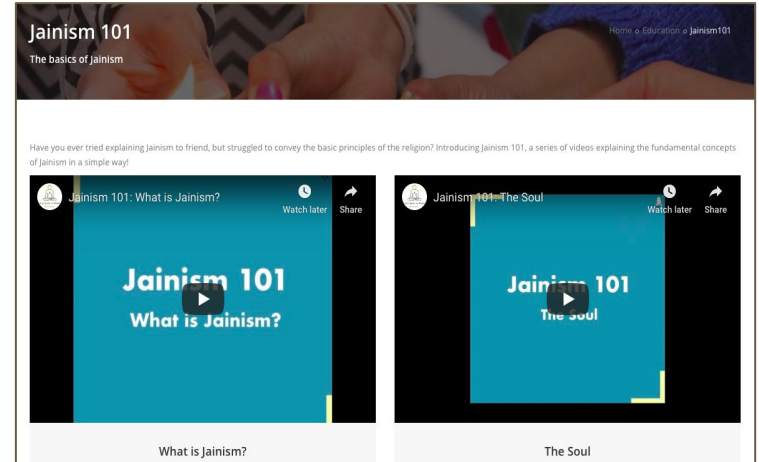 Jainism 101
Home o Education o Jainism101
The basics of Jainism
Have you ever tried explaining Jainism to friend, but struggled to convey the basic principles of the religion? Introducing Jainism 101, a series of videos explaining the fundamental concepts
of Jainism in a simple way!
Jainism 101: What is Jainism?
Watch later
Share
Jainism 101
What is Jainism?
What is Jainism?
Jainism 101: The Soul
Watch later
Share
Jainism 101
The Soul
The Soul